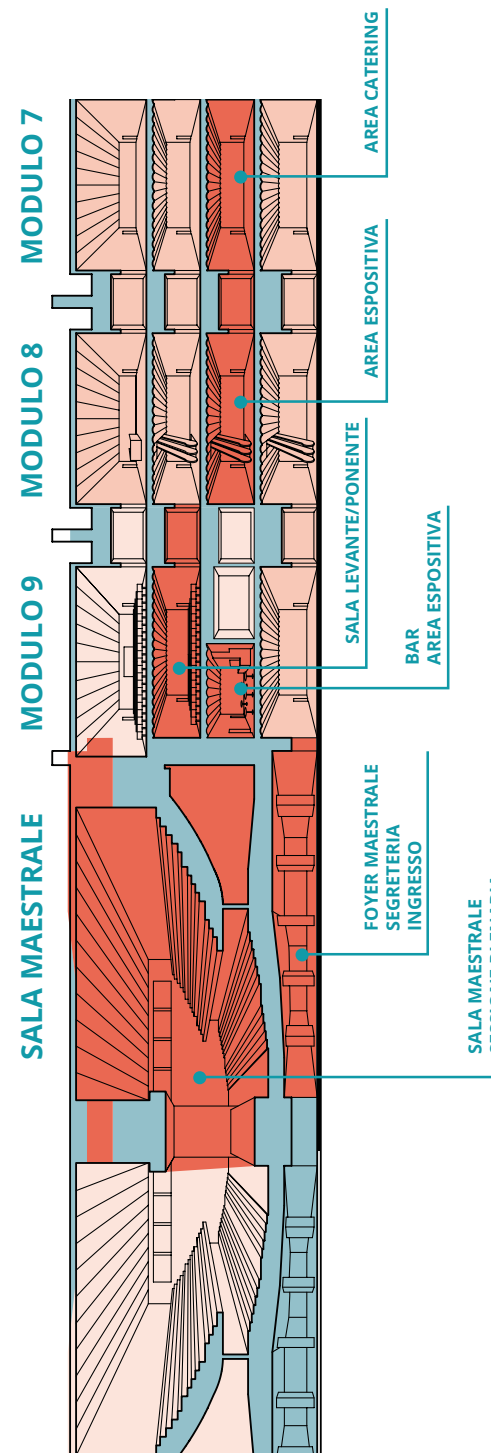 SALA MAESTRALE
MODULO 9
MODULO 8
MODULO 7
SALA MAESTRALE
FOYER MAESTRALE
SEGRETERIA
INGRESSO
BAR
AREA ESPOSITIVA
SALA LEVANTE/PONENTE
AREA ESPOSITIVA
AREA CATERING